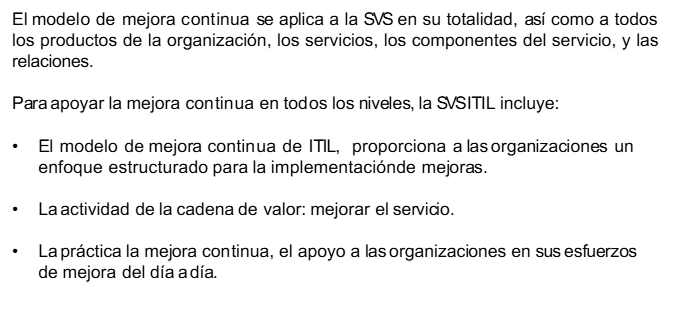 El modelo de mejora continua se aplica a la SVS en su totalidad, así como a todos
los productos de la organización, los servicios, los componentes del servicio, y las
relaciones.
Para apoyar la mejora continua en todos los niveles, la SVS ITIL incluye:
• El modelo de mejora continua de ITIL, proporciona a las organizaciones un
enfoque estructurado para la implementaciónde mejoras.
• La actividad de la cadena de valor: mejorar el servicio.
• La práctica la mejora continua, el apoyo a las organizaciones en sus esfuerzos
de mejora del día a día.